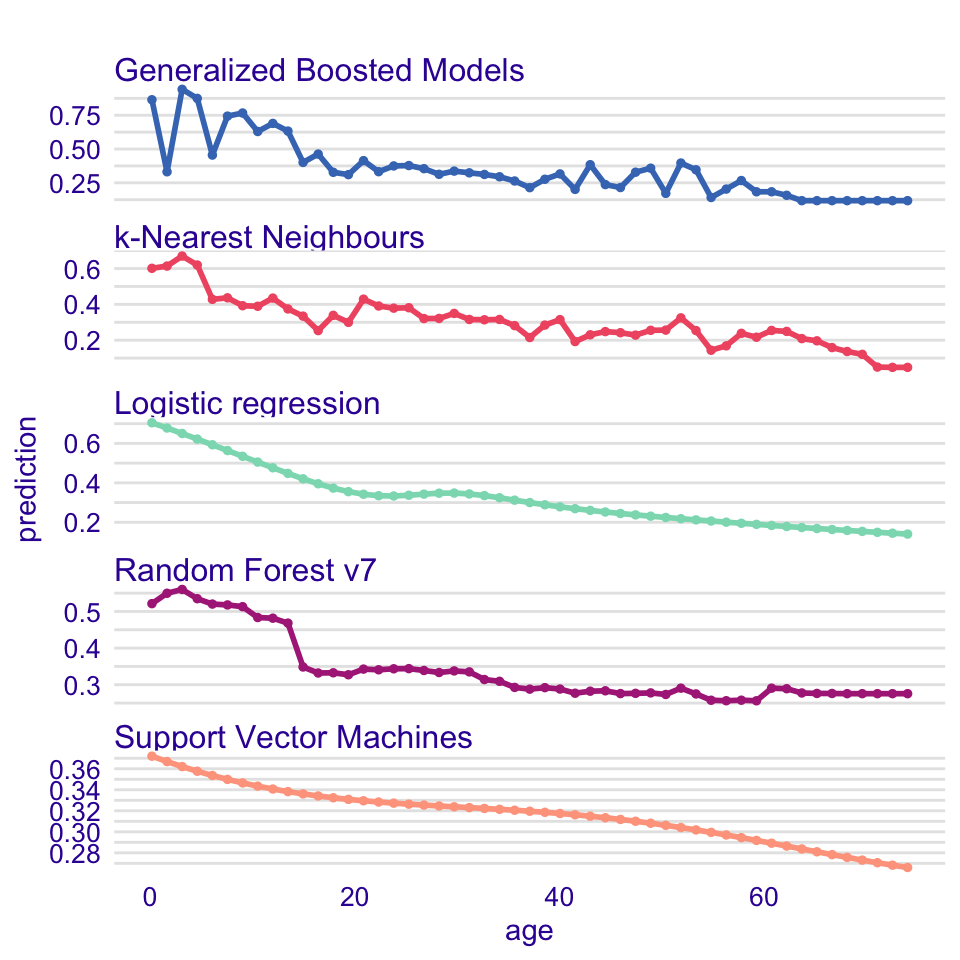 Generalized Boosted Models
0.75
0.50
0.25
k-Nearest Neighbours
0.6
0.4
0.2
Logistic regression
0.6
0.4
0.2
prediction
Random Forest v7
0.5
0.4
0.3
Support Vector Machines
0.36
0.34
0.32
0.30
0.28
0 20 40 60
age